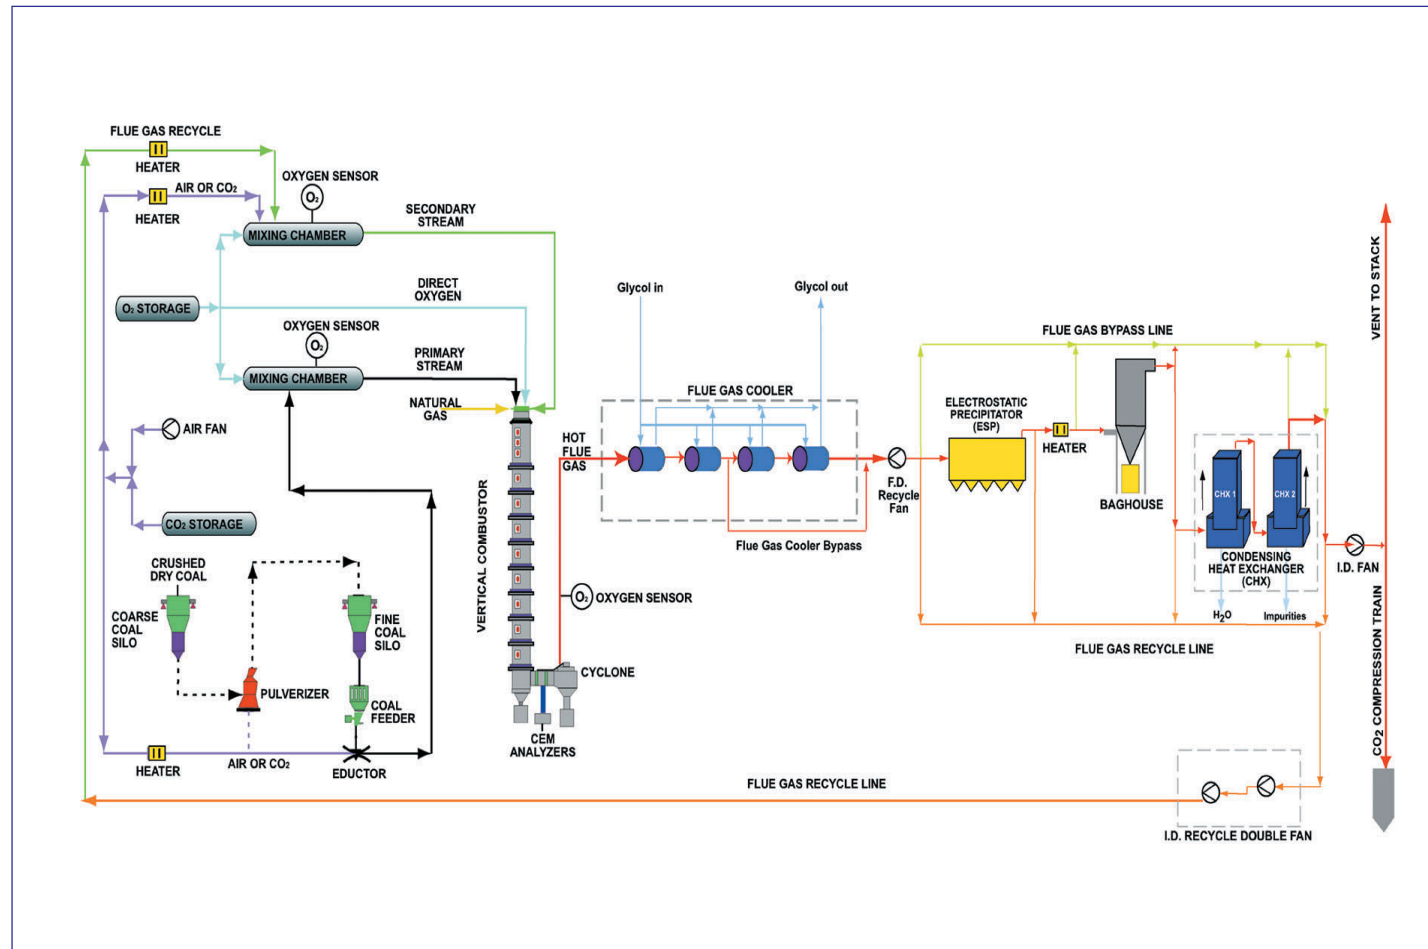 FLUE GAS RECYCLE
HEATER
OXYGEN SENSOR
O₂
AIR OR CO₂
HEATER
MIXING CHAMBER
SECONDARY
STREAM
O₂ STORAGE
DIRECT
OXYGEN
OXYGEN SENSOR
O₂
MIXING CHAMBER
PRIMARY
STREAM
NATURAL
GAS
AIR FAN
CO₂ STORAGE
CRUSHED
DRY COAL
COARSE
COAL
SILO
FINE
COAL
SILO
PULVERIZER
COAL
FEEDER
HEATER
AIR OR CO₂
EDUCTOR
VERTICAL COMBUSTOR
HOT
FLUE
GAS
O₂
OXYGEN SENSOR
CYCLONE
CEM
ANALYZERS
Glycol in
Glycol out
FLUE GAS COOLER
Flue Gas Cooler Bypass
F.D.
Recycle
Fan
ELECTROSTATIC
PRECIPITATOR
(ESP)
FLUE GAS BYPASS LINE
HEATER
BAGHOUSE
CHX 1
CHX 2
CONDENSING
HEAT EXCHANGER
(CHX)
H₂O
Impurities
I.D. FAN
FLUE GAS RECYCLE LINE
VENT TO STACK
CO₂ COMPRESSION TRAIN
FLUE GAS RECYCLE LINE
I.D. RECYCLE DOUBLE FAN